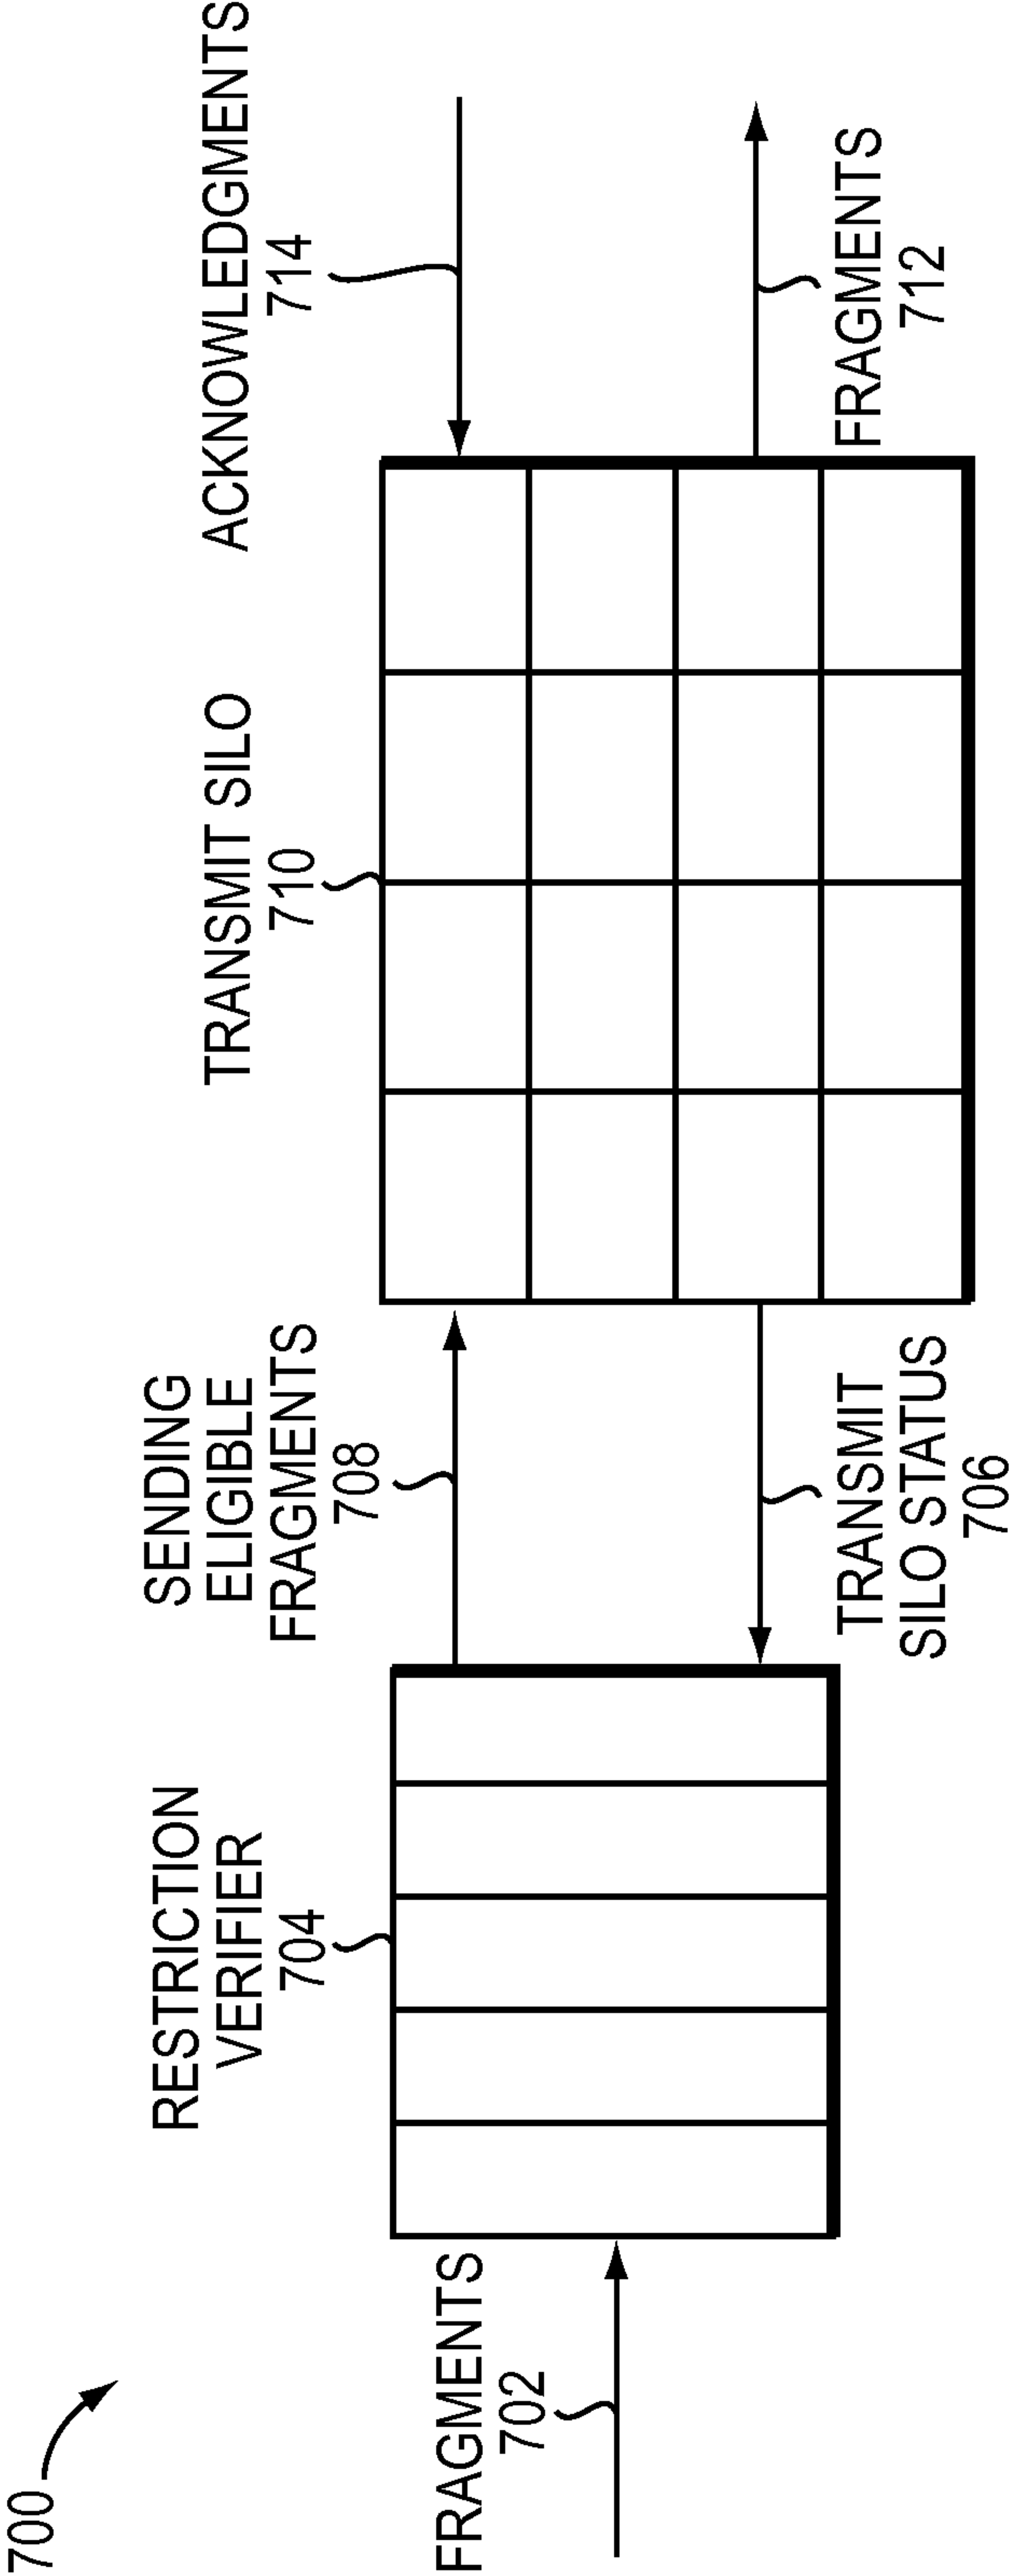 700
FRAGMENTS
702
RESTRICTION
VERIFIER
704
SENDING
ELIGIBLE
FRAGMENTS
708
TRANSMIT
SILO STATUS
706
TRANSMIT SILO
710
ACKNOWLEDGMENTS
714
FRAGMENTS
712